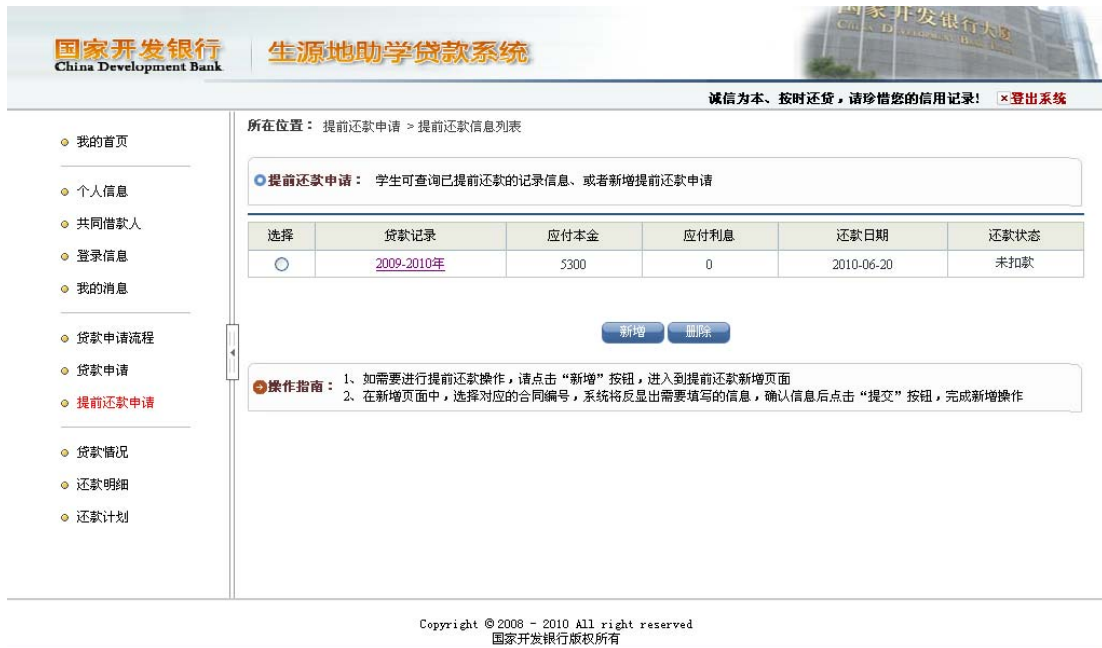 国家开发银行
China Development Bank
生源地助学贷款系统
诚信为本、按时还贷，请珍惜您的信用记录！ 登出系统
所在位置： 提前还款申请 > 提前还款信息列表
我的首页
个人信息
共同借款人
登录信息
我的消息
贷款申请流程
贷款申请
提前还款申请
贷款情况
还款明细
还款计划
提前还款申请： 学生可查询已提前还款的记录信息、或者新增提前还款申请
选择 贷款记录 应付本金 应付利息 还款日期 还款状态
2009-2010年 5300 0 2010-06-20 未扣款
新增 删除
操作指南： 1、如需要进行提前还款操作，请点击“新增”按钮，进入到提前还款新增页面
2、在新增页面中，选择对应的合同编号，系统将反显出需要填写的信息，确认信息后点击“提交”按钮，完成新增操作
Copyright ©2008 - 2010 All right reserved
国家开发银行版权所有